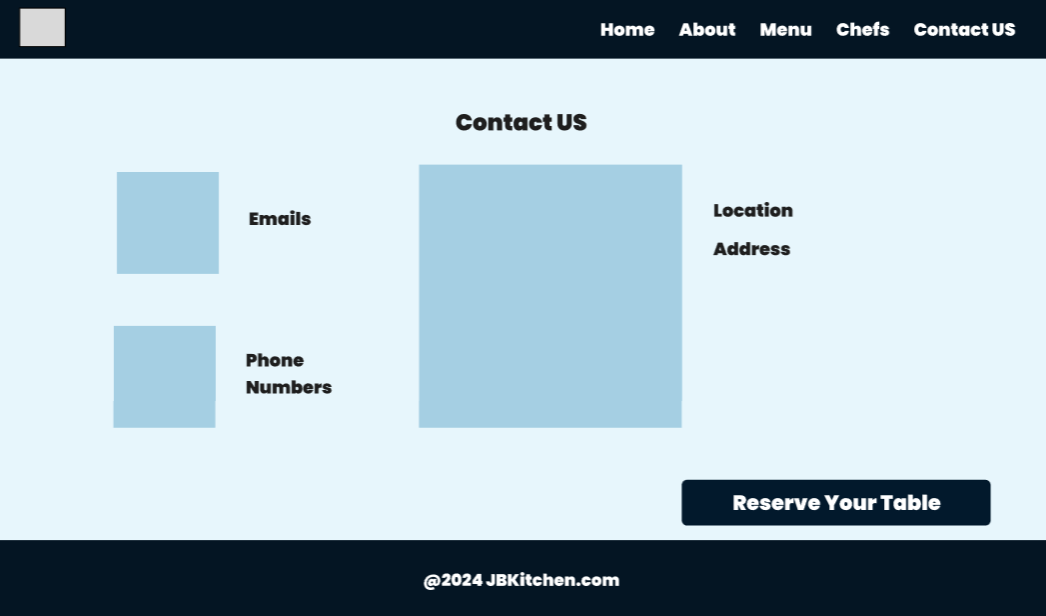 Home About Menu Chefs Contact US
Contact US
Emails
Phone
Numbers
Location
Address
Reserve Your Table
@2024 JBKitchen.com